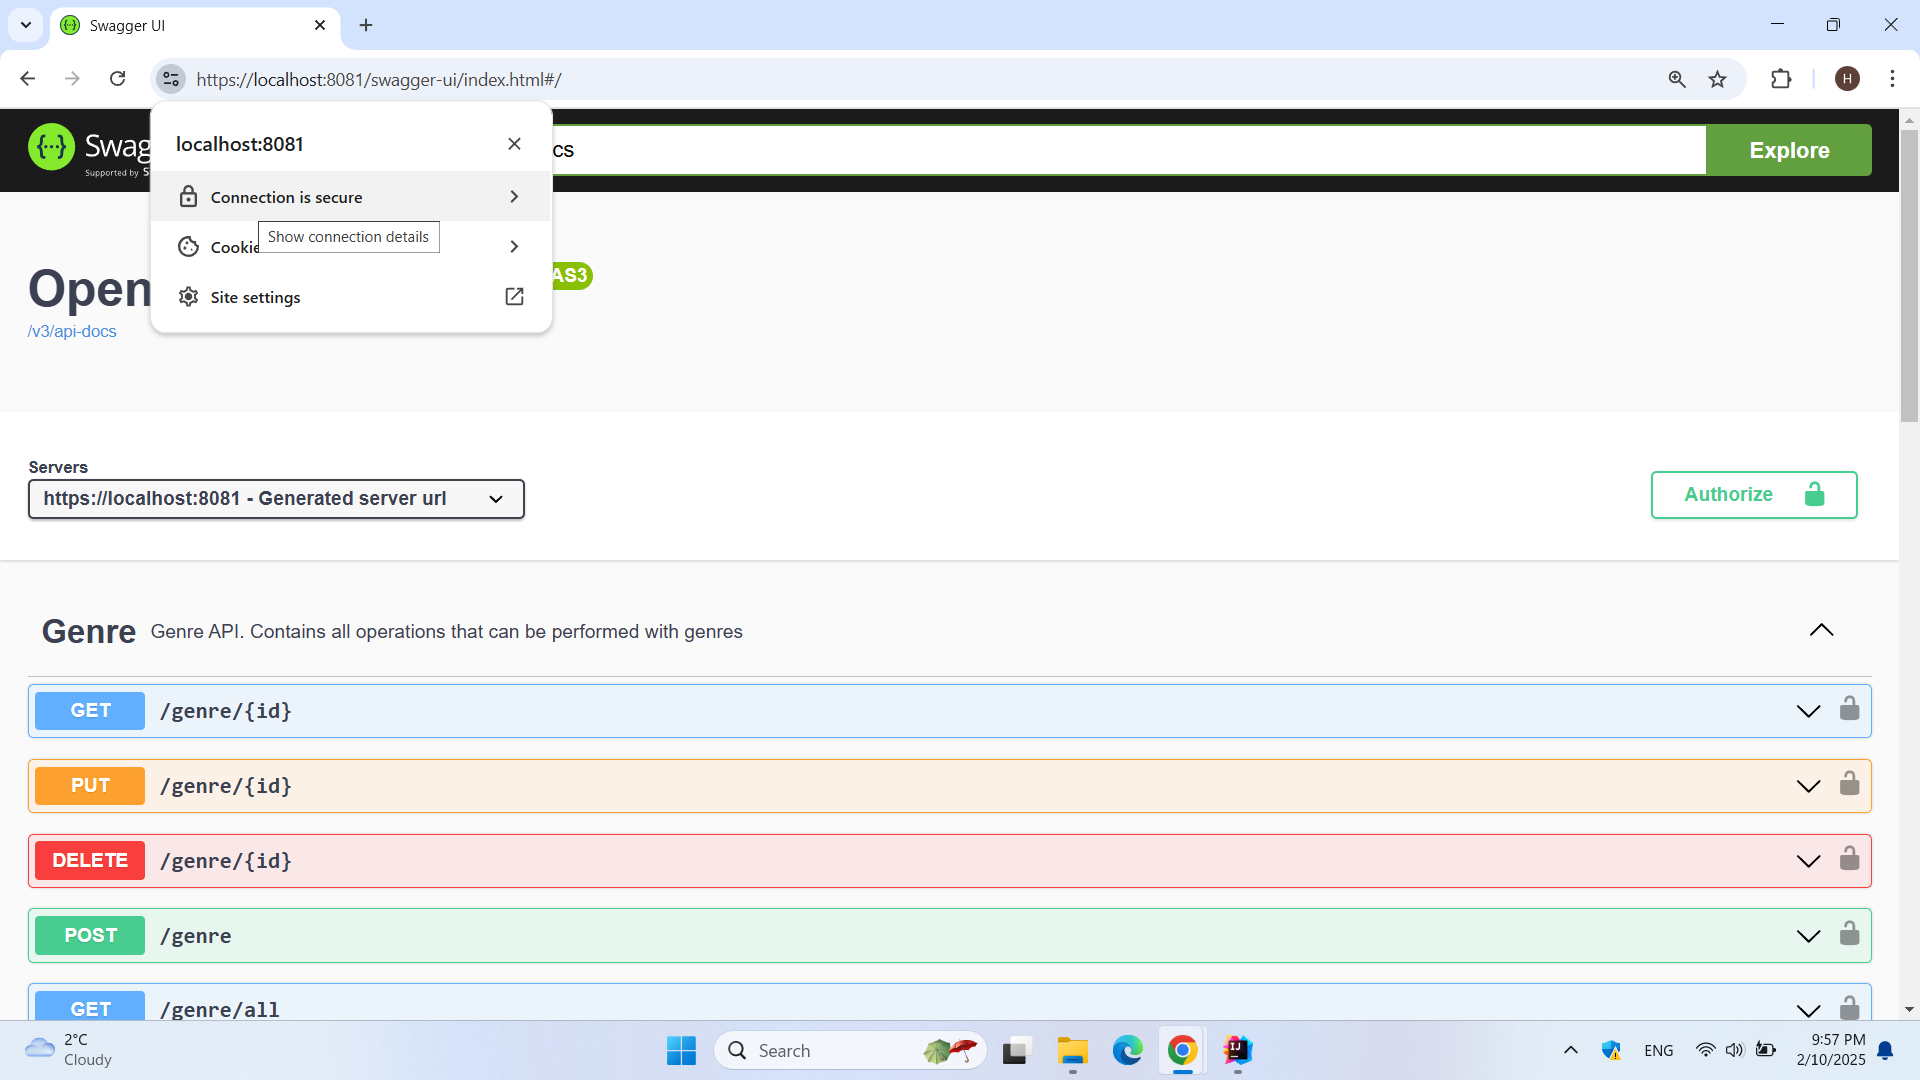 Swagger UI
https://localhost:8081/swagger-ui/index.html#/
H
Swag
Supported by S
cs
Explore
localhost:8081
Connection is secure
Show connection details
Cookie
Site settings
Open
AS3
/v3/api-docs
Servers
https://localhost:8081 - Generated server url
Authorize
Genre Genre API. Contains all operations that can be performed with genres
GET /genre/{id}
PUT /genre/{id}
DELETE /genre/{id}
POST /genre
GET /genre/all
2°C
Cloudy
Search
IJ
ENG
9:57 PM
2/10/2025